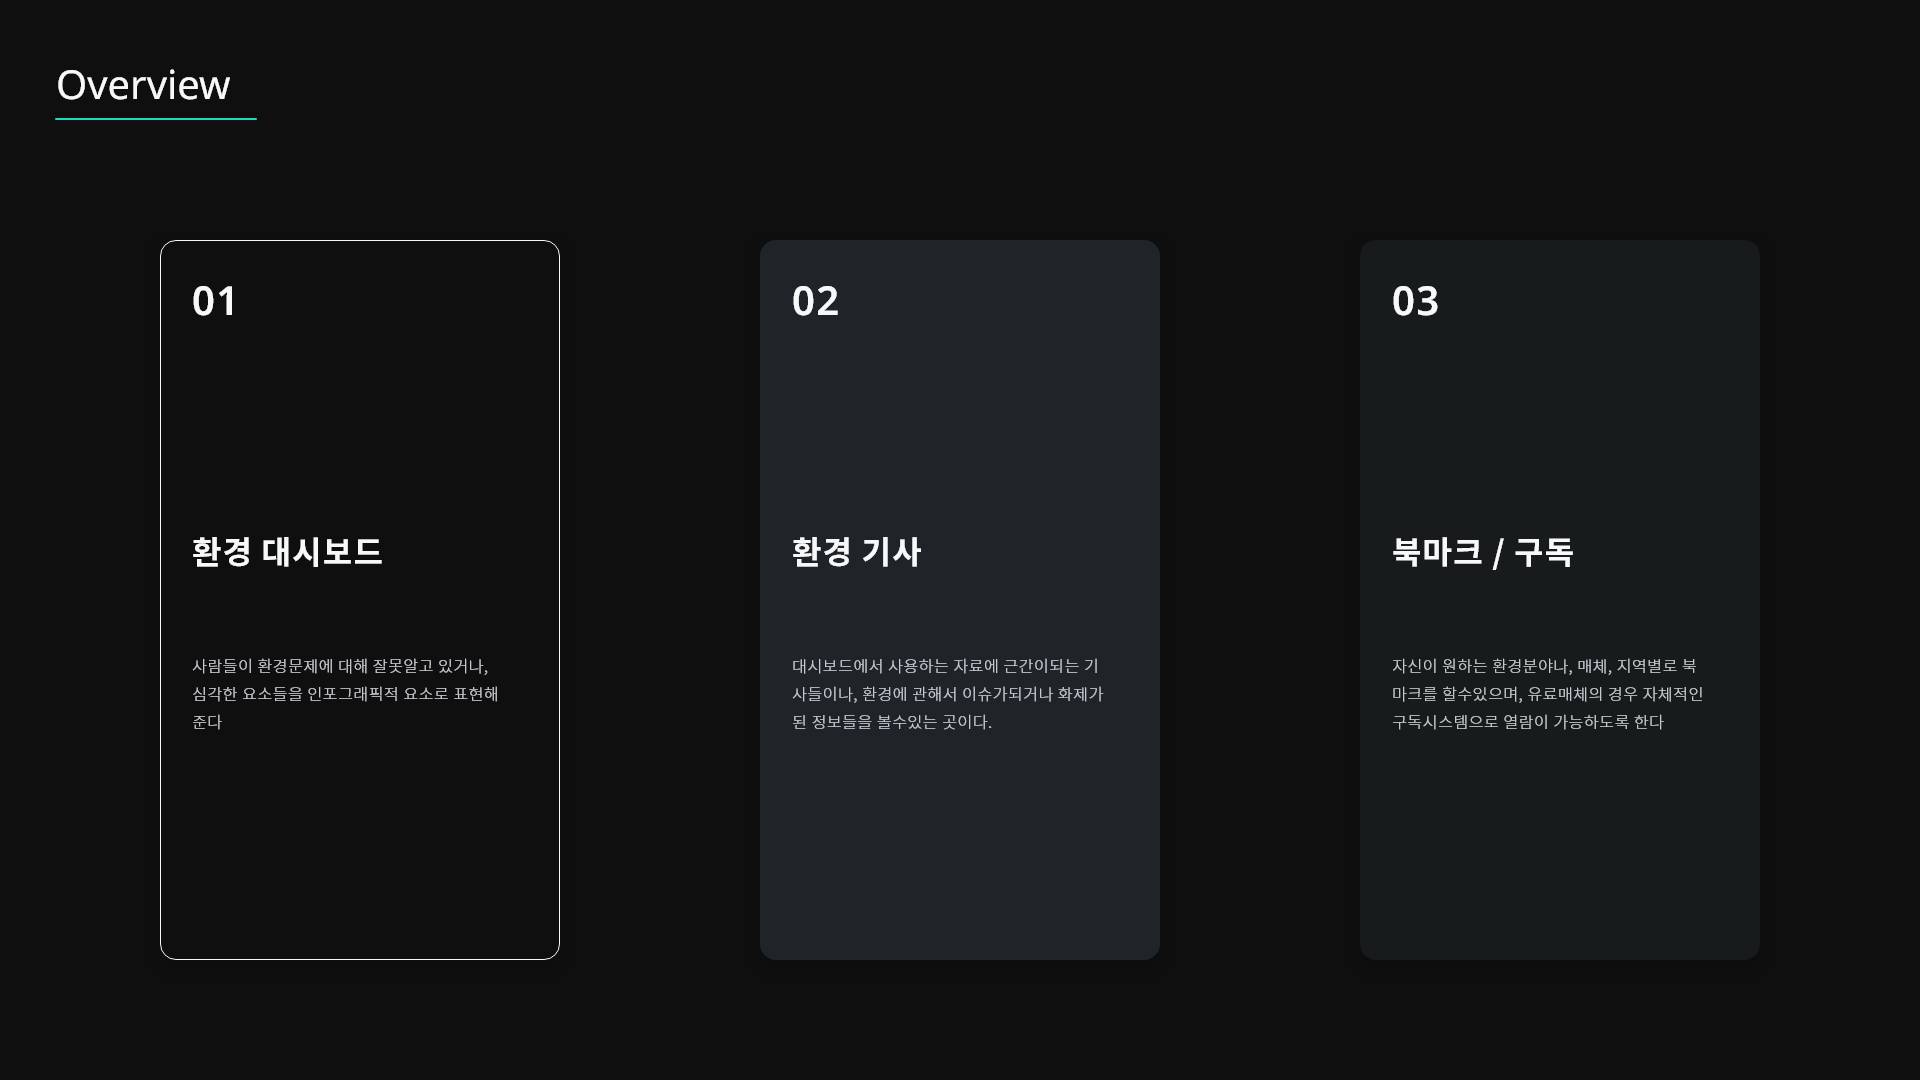 Overview
01
환경 대시보드
사람들이 환경문제에 대해 잘못알고 있거나,
심각한 요소들을 인포그래픽적 요소로 표현해
준다
02
환경 기사
대시보드에서 사용하는 자료에 근간이되는 기
사들이나, 환경에 관해서 이슈가되거나 화제가
된 정보들을 볼수있는 곳이다.
03
북마크 / 구독
자신이 원하는 환경분야나, 매체, 지역별로 북
마크를 할수있으며, 유료매체의 경우 자체적인
구독시스템으로 열람이 가능하도록 한다